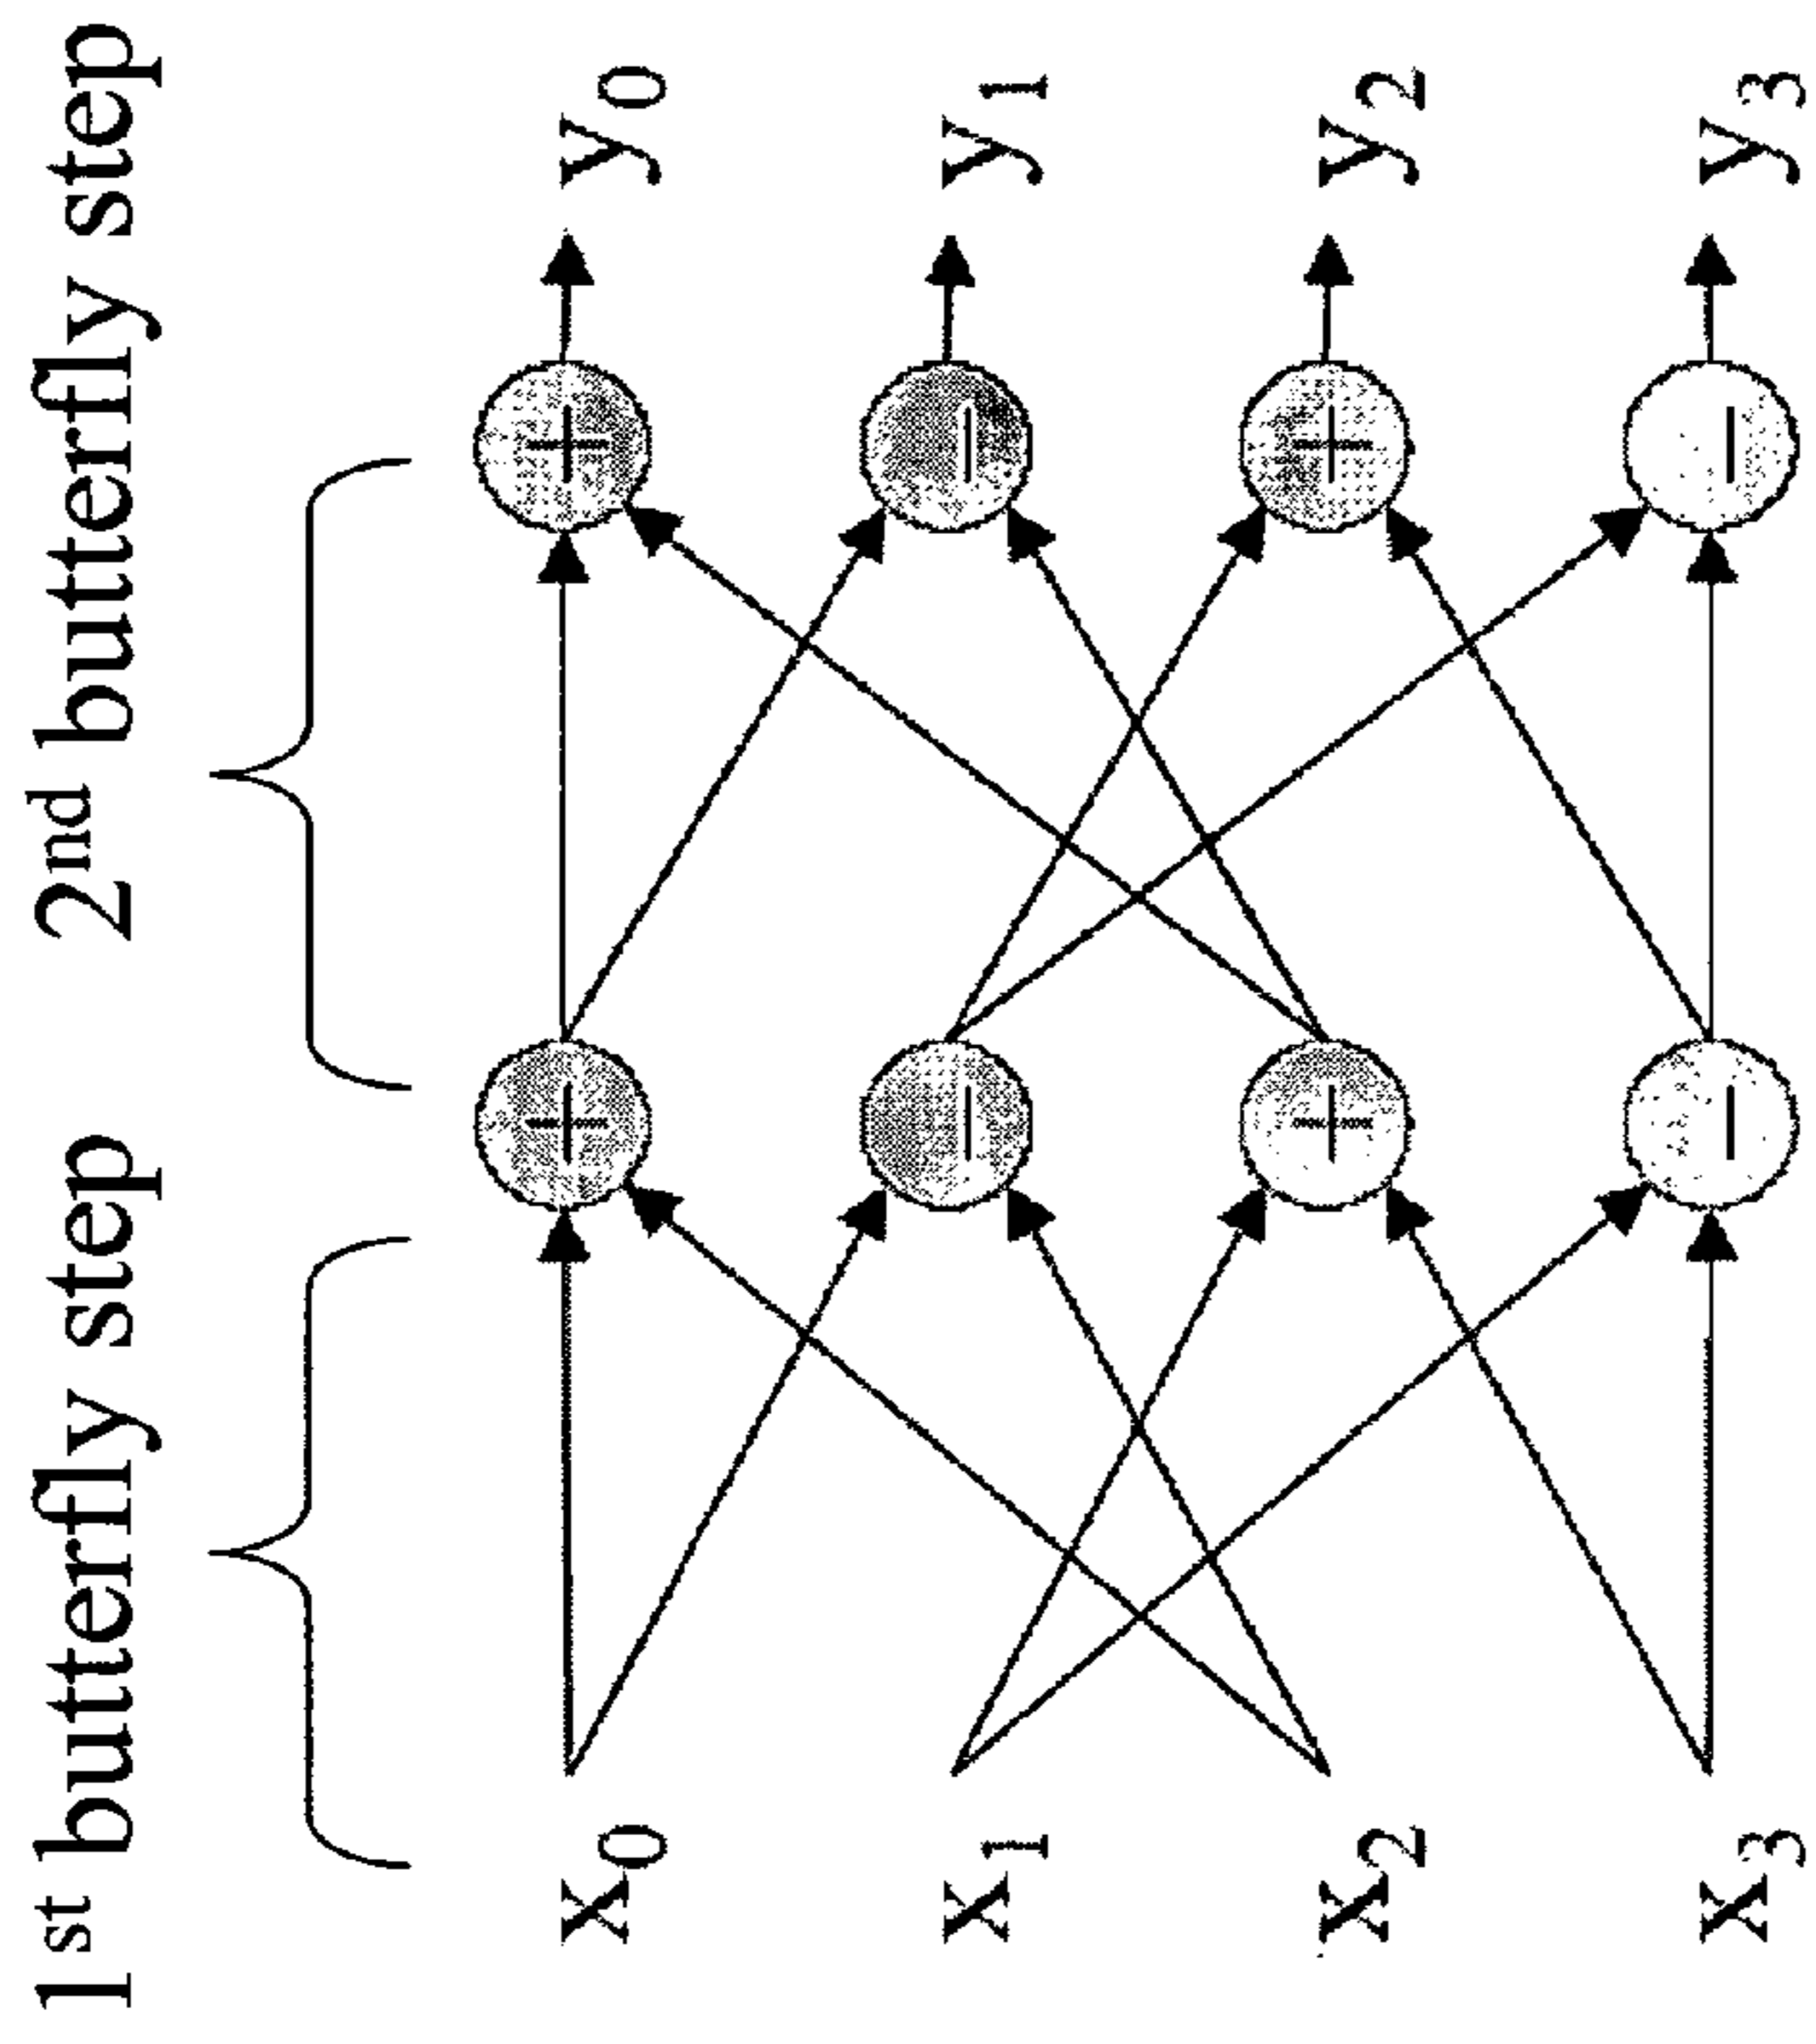 1st butterfly step 2nd butterfly step
x0 + + y0
x1 − − y1
x2 + + y2
x3 − − y3